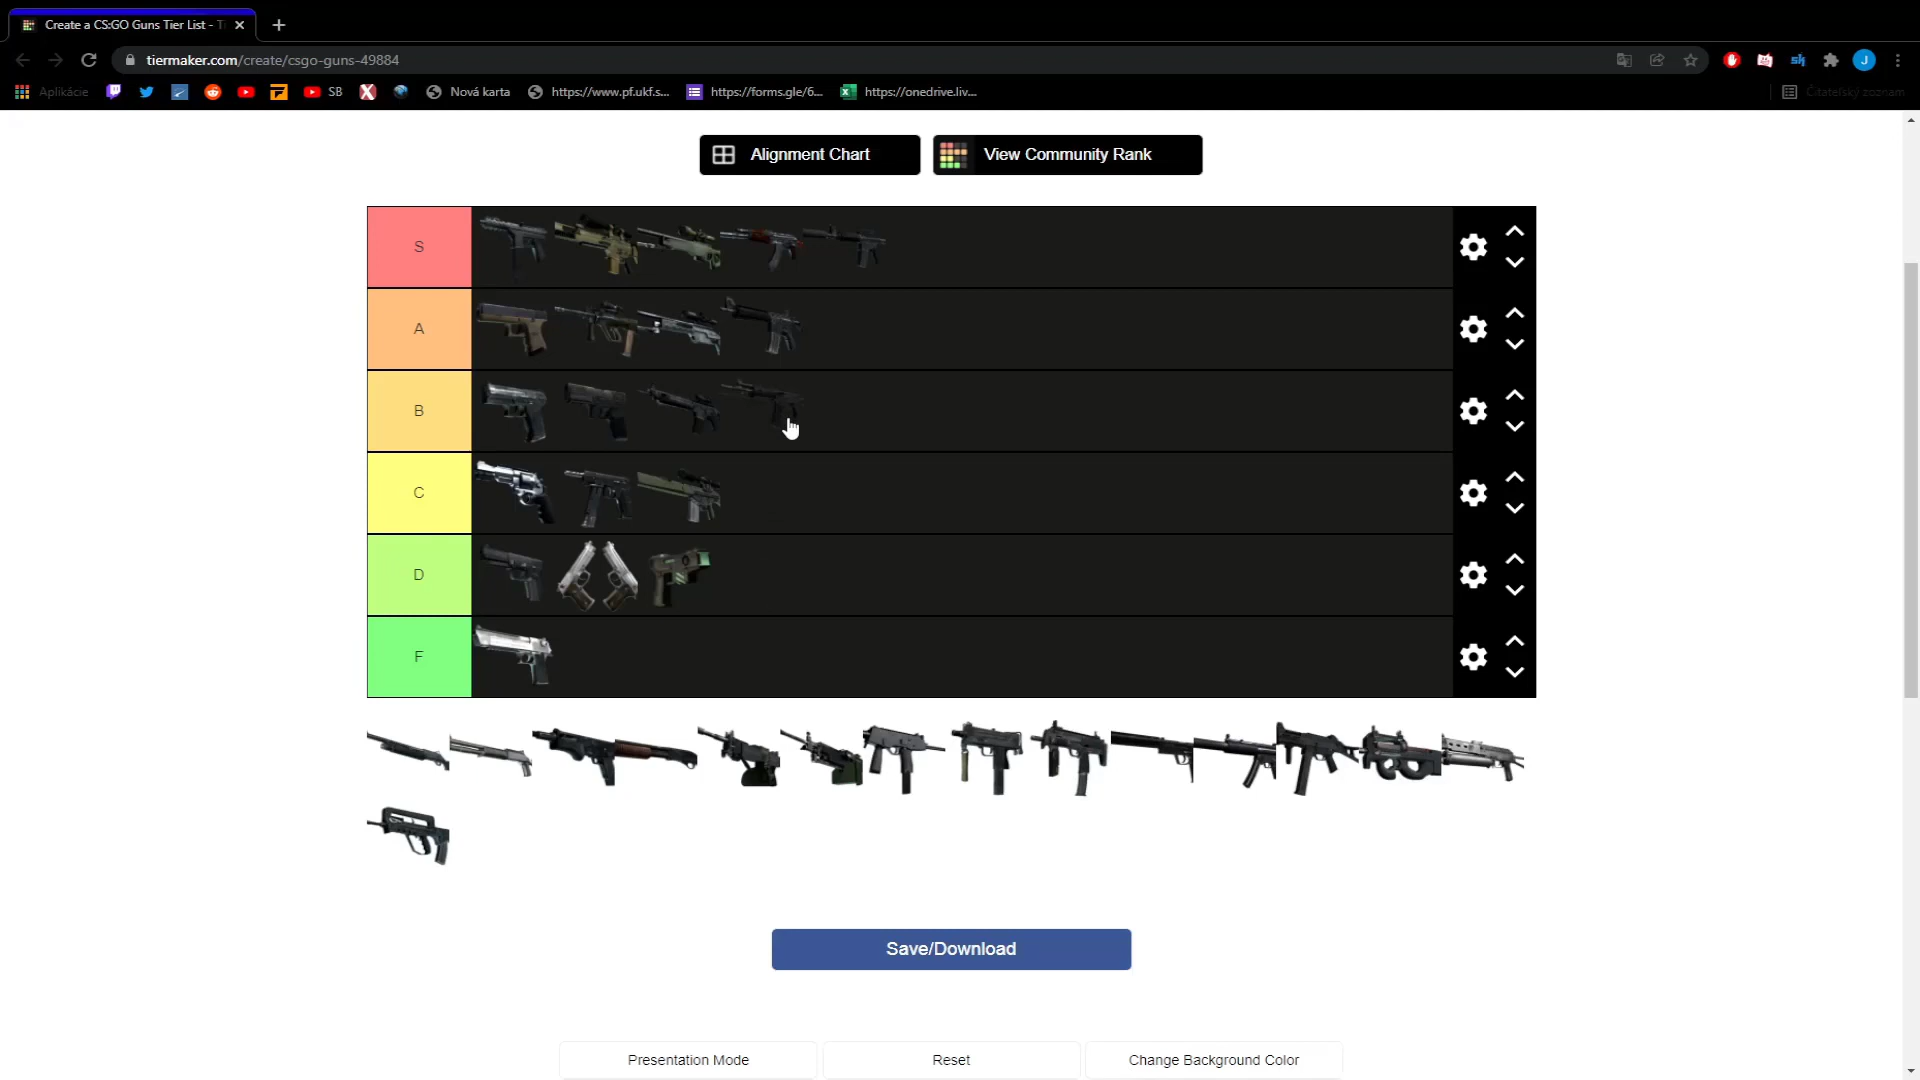 Create a CS:GO Guns Tier List - T
tiermaker.com/create/csgo-guns-49884
Aplikácie
SB
Nová karta
https://www.pf.ukf.s...
https://forms.gle/6...
https://onedrive.liv...
Čitateľský zoznam
Alignment Chart
View Community Rank
S
A
B
C
D
F
Save/Download
Presentation Mode
Reset
Change Background Color